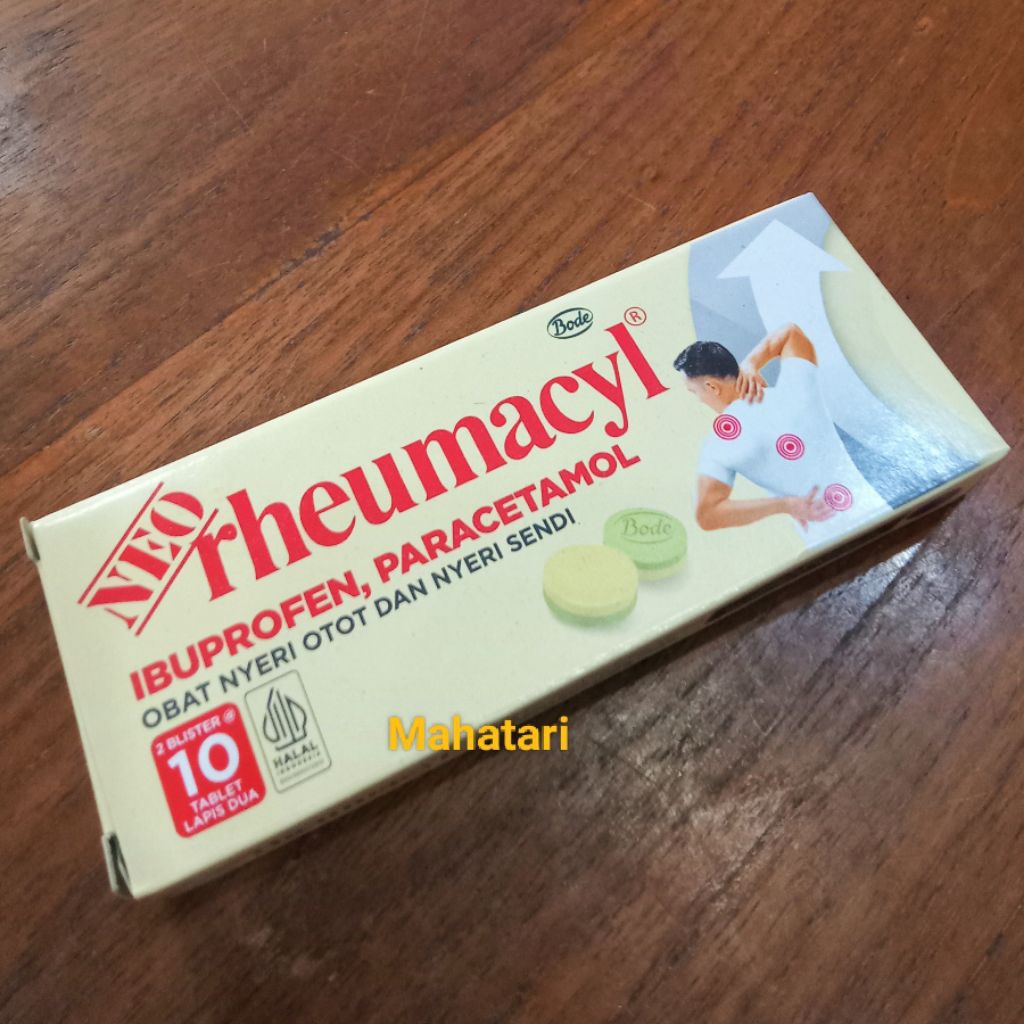 Bode
NEO rheumacyl®
IBUPROFEN, PARACETAMOL
OBAT NYERI OTOT DAN NYERI SENDI
Bode
2 BLISTER @
10
TABLET
LAPIS DUA
HALAL
INDONESIA
Mahatari